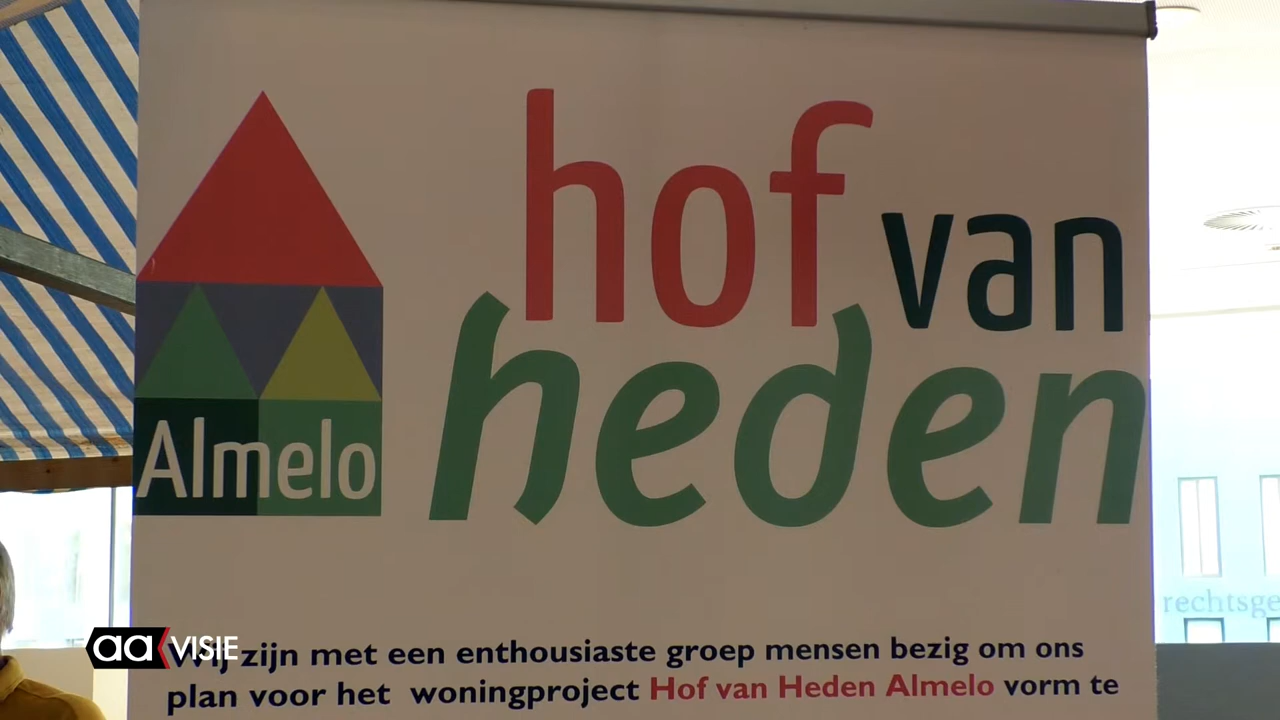 hof van
heden
Almelo
Wij zijn met een enthousiaste groep mensen bezig om ons
plan voor het woningproject Hof van Heden Almelo vorm te
aa VISIE
rechtsge